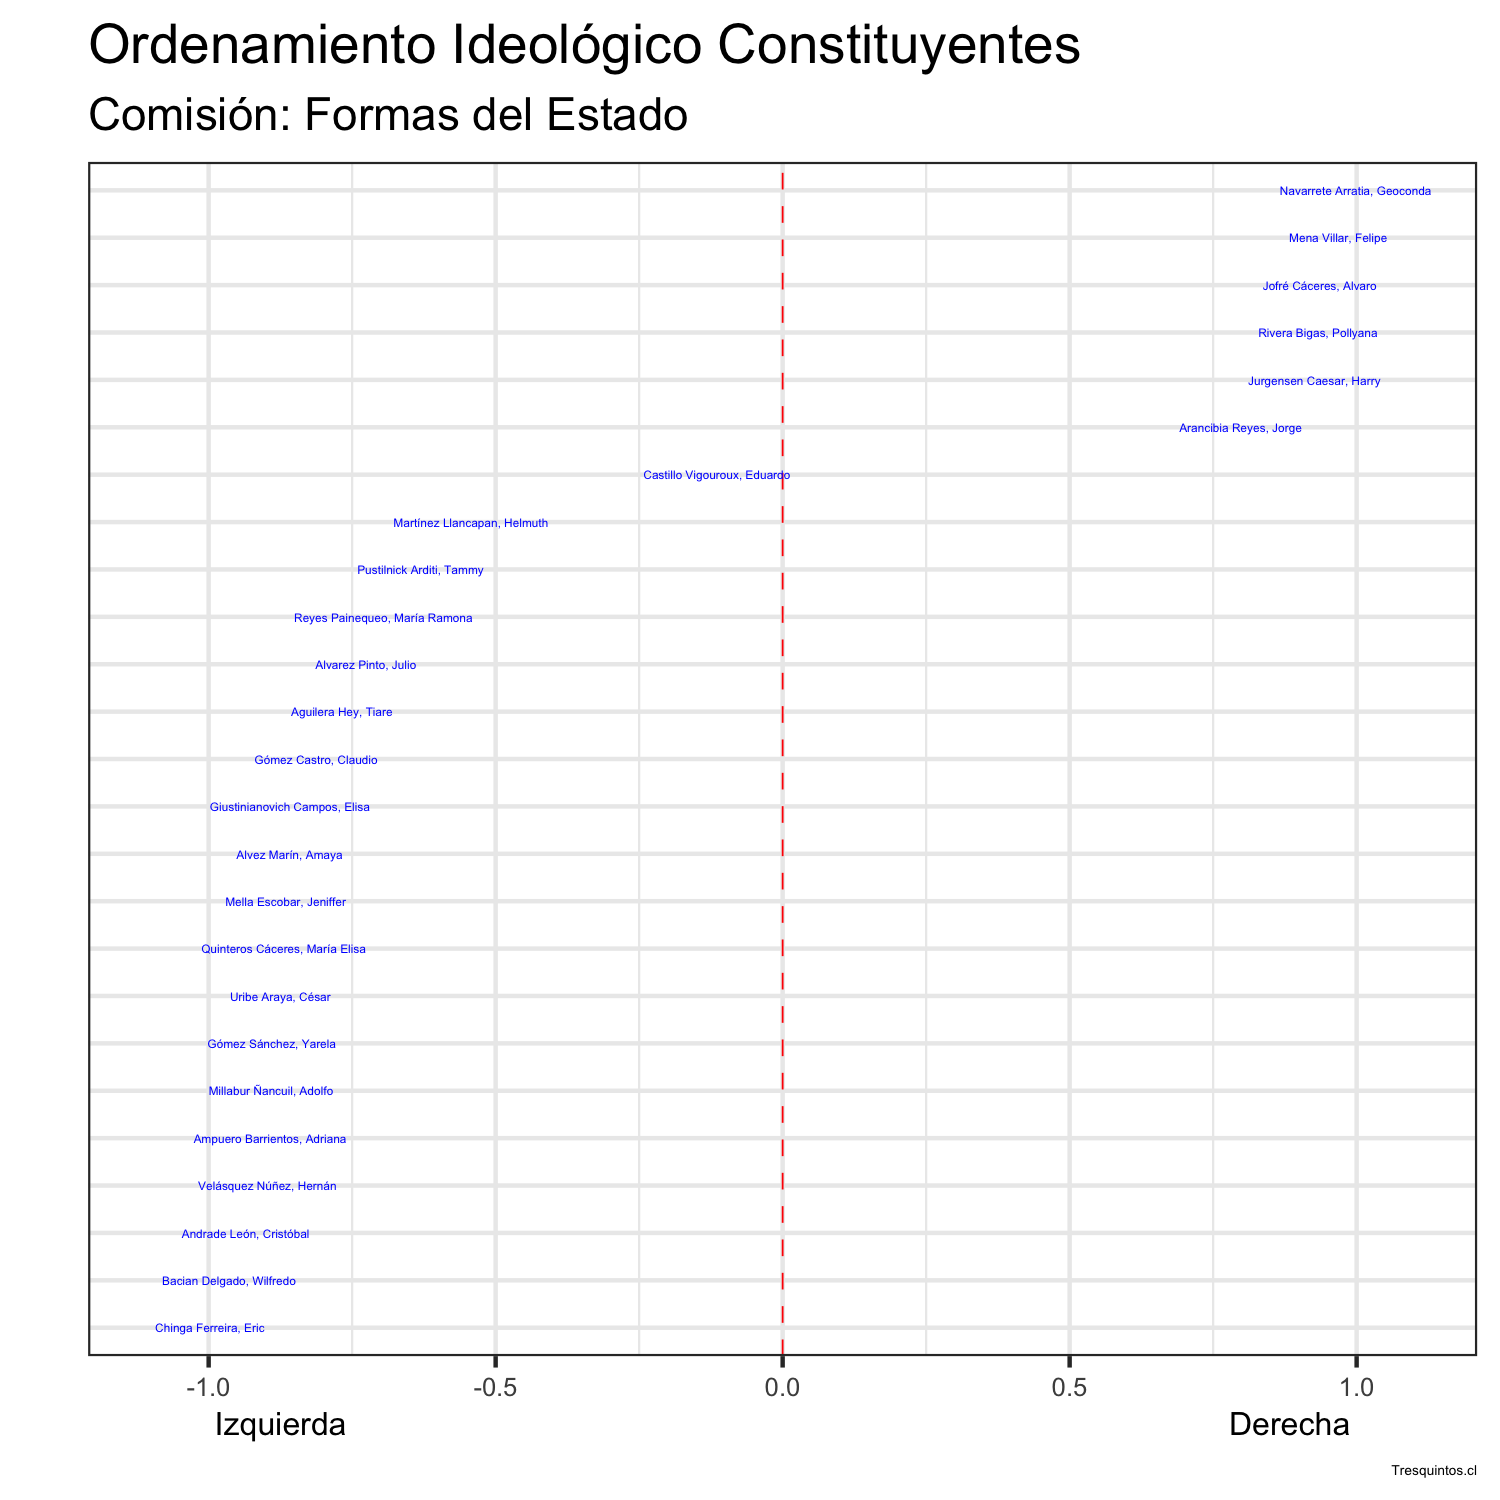 Ordenamiento Ideológico Constituyentes
Comisión: Formas del Estado
Navarrete Arratia, Geoconda
Mena Villar, Felipe
Jofré Cáceres, Alvaro
Rivera Bigas, Pollyana
Jurgensen Caesar, Harry
Arancibia Reyes, Jorge
Castillo Vigouroux, Eduardo
Martínez Llancapan, Helmuth
Pustilnick Arditi, Tammy
Reyes Painequeo, María Ramona
Alvarez Pinto, Julio
Aguilera Hey, Tiare
Gómez Castro, Claudio
Giustinianovich Campos, Elisa
Alvez Marín, Amaya
Mella Escobar, Jeniffer
Quinteros Cáceres, María Elisa
Uribe Araya, César
Gómez Sánchez, Yarela
Millabur Ñancuil, Adolfo
Ampuero Barrientos, Adriana
Velásquez Núñez, Hernán
Andrade León, Cristóbal
Bacian Delgado, Wilfredo
Chinga Ferreira, Eric
-1.0 -0.5 0.0 0.5 1.0
Izquierda Derecha
Tresquintos.cl